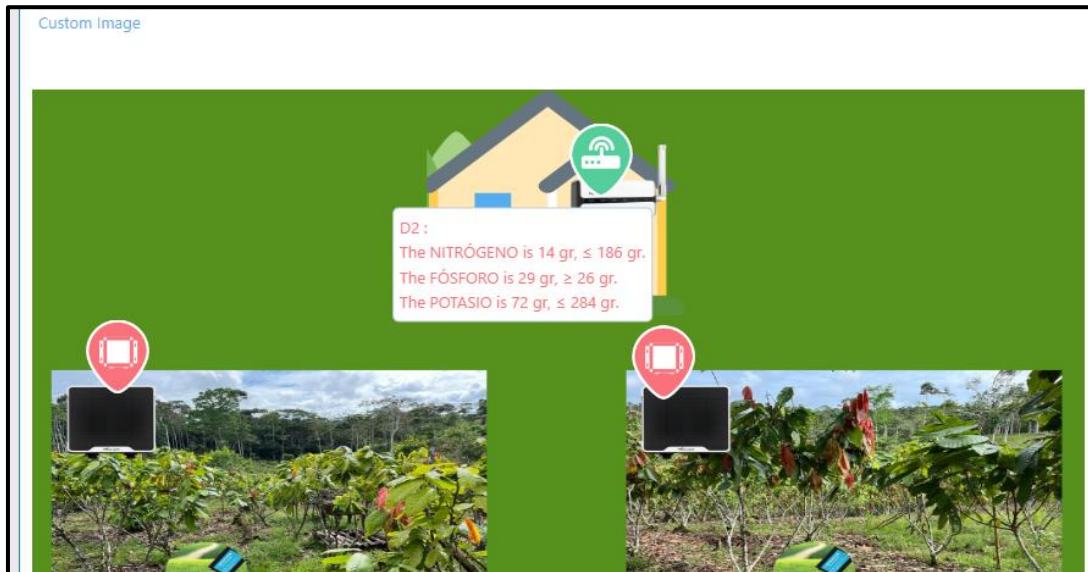 Custom Image
D2 :
The NITRÓGENO is 14 gr, ≤ 186 gr.
The FÓSFORO is 29 gr, ≥ 26 gr.
The POTASIO is 72 gr, ≤ 284 gr.